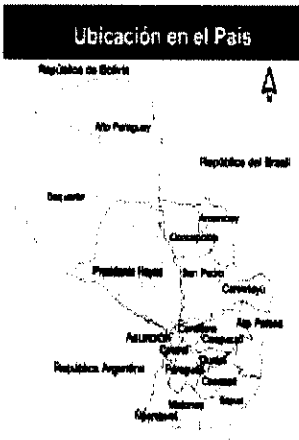 Ubicación en el País
República de Bolivia
Alto Paraguay
República del Brasil
Boquerón
Amambay
Concepción
Presidente Hayes
San Pedro
Canindeyú
Alto Paraná
Cordillera
ASUNCIÓN
Caaguazú
Central
Guairá
República Argentina
Paraguarí
Caazapá
Itapúa
Misiones
Ñeembucú